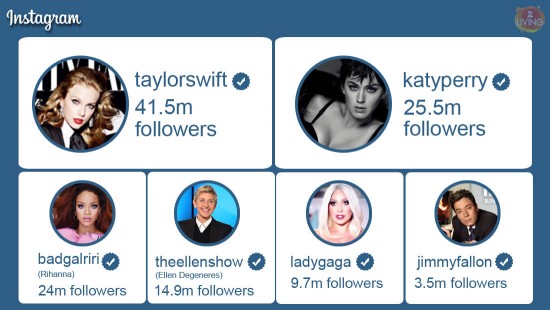 Instagram
LIVING
taylorswift
41.5m
followers
katyperry
25.5m
followers
badgalriri
(Rihanna)
24m followers
theellenshow
(Ellen Degeneres)
14.9m followers
ladygaga
9.7m followers
jimmyfallon
3.5m followers